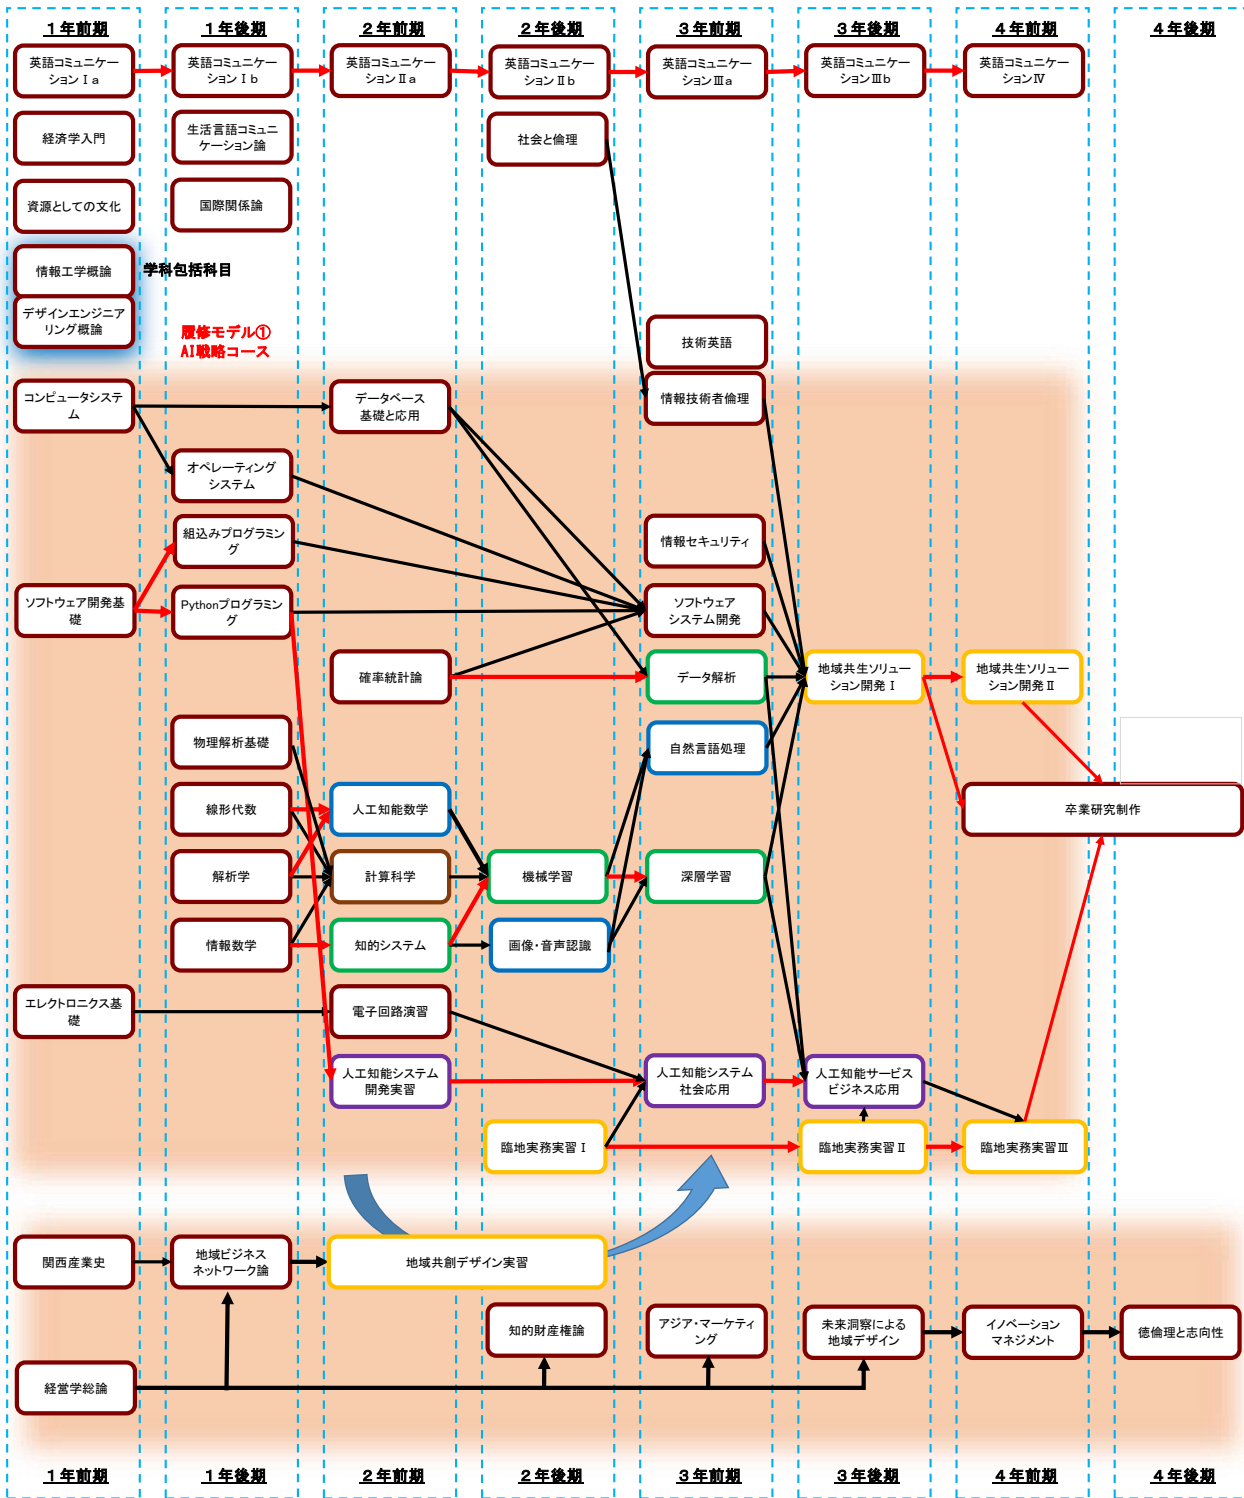 1年前期
1年後期
2年前期
2年後期
3年前期
3年後期
4年前期
4年後期
英語コミュニケー
ションⅠa
英語コミュニケー
ションⅠb
英語コミュニケー
ションⅡa
英語コミュニケー
ションⅡb
英語コミュニケー
ションⅢa
英語コミュニケー
ションⅢb
英語コミュニケー
ションⅣ
経済学入門
生活言語コミュニ
ケーション論
社会と倫理
資源としての文化
国際関係論
情報工学概論
学科包括科目
デザインエンジニア
リング概論
履修モデル①
AI戦略コース
技術英語
コンピュータシステ
ム
データベース
基礎と応用
情報技術者倫理
オペレーティング
システム
組込みプログラミン
グ
情報セキュリティ
ソフトウェア開発基
礎
Pythonプログラミン
グ
ソフトウェア
システム開発
確率統計論
データ解析
地域共生ソリュー
ション開発Ⅰ
地域共生ソリュー
ション開発Ⅱ
物理解析基礎
自然言語処理
線形代数
人工知能数学
卒業研究制作
解析学
計算科学
機械学習
深層学習
情報数学
知的システム
画像・音声認識
エレクトロニクス基
礎
電子回路演習
人工知能システム
開発実習
人工知能システム
社会応用
人工知能サービス
ビジネス応用
臨地実務実習Ⅰ
臨地実務実習Ⅱ
臨地実務実習Ⅲ
関西産業史
地域ビジネス
ネットワーク論
地域共創デザイン実習
知的財産権論
アジア・マーケティ
ング
未来洞察による
地域デザイン
イノベーション
マネジメント
徳倫理と志向性
経営学総論
1年前期
1年後期
2年前期
2年後期
3年前期
3年後期
4年前期
4年後期